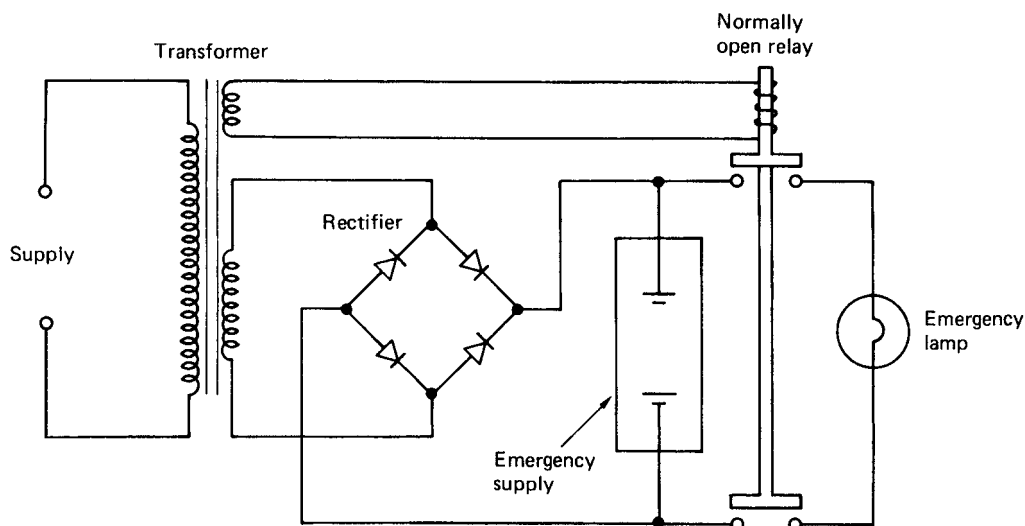 Normally
open relay
Transformer
Rectifier
Supply
Emergency
lamp
Emergency
supply